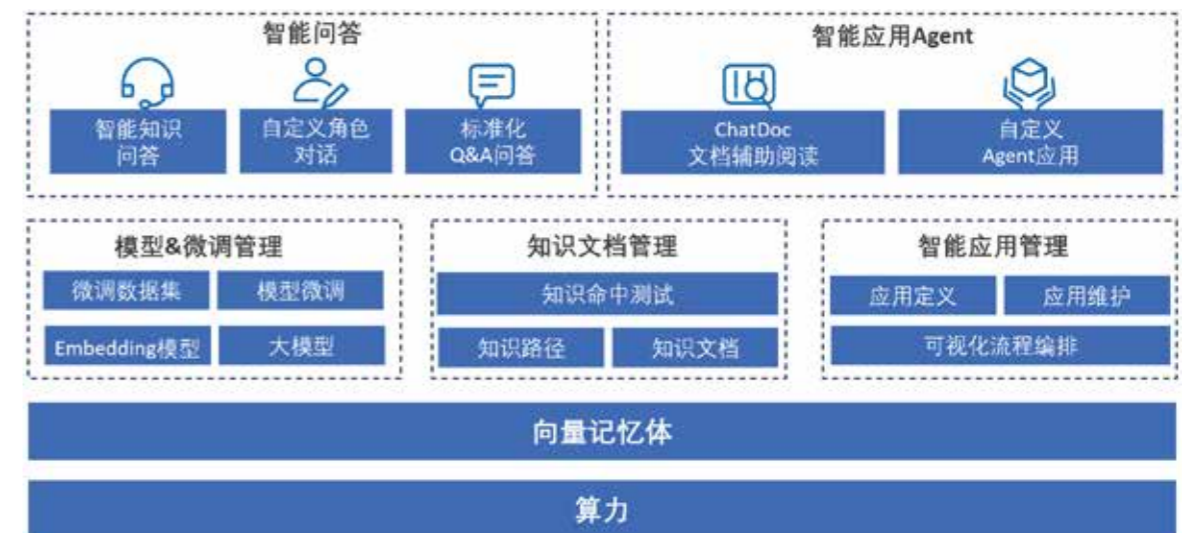 智能问答
智能知识
问答
自定义角色
对话
标准化
Q&A问答
智能应用Agent
ChatDoc
文档辅助阅读
自定义
Agent应用
模型&微调管理
微调数据集
模型微调
Embedding模型
大模型
知识文档管理
知识命中测试
知识路径
知识文档
智能应用管理
应用定义
应用维护
可视化流程编排
向量记忆体
算力